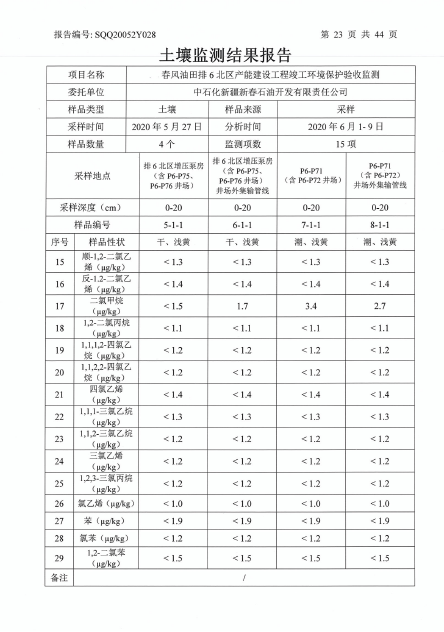 报告编号: SQQ20052Y028 第 23 页 共 44 页
土壤监测结果报告
项目名称 春风油田排 6 北区产能建设工程竣工环境保护验收监测
委托单位 中石化新疆新春石油开发有限责任公司
样品类型 土壤 样品来源 采样
采样时间 2020 年 5 月 27 日 分析时间 2020 年 6 月 1- 9 日
样品数量 4 个 监测项数 15 项
采样地点 排 6 北区增压泵房（含 P6-P75、P6-P76 井场） 排 6 北区增压泵房（含 P6-P75、P6-P76 井场）井场外集输管线 P6-P71（含 P6-P72 井场） P6-P71（含 P6-P72）井场外集输管线
采样深度（cm） 0-20 0-20 0-20 0-20
样品编号 5-1-1 6-1-1 7-1-1 8-1-1
序号 样品性状 干、浅黄 干、浅黄 潮、浅黄 潮、浅黄
15 顺-1,2-二氯乙烯（μg/kg） ＜1.3 ＜1.3 ＜1.3 ＜1.3
16 反-1,2-二氯乙烯（μg/kg） ＜1.4 ＜1.4 ＜1.4 ＜1.4
17 二氯甲烷（μg/kg） ＜1.5 1.7 3.4 2.7
18 1,2-二氯丙烷（μg/kg） ＜1.1 ＜1.1 ＜1.1 ＜1.1
19 1,1,1,2-四氯乙烷（μg/kg） ＜1.2 ＜1.2 ＜1.2 ＜1.2
20 1,1,2,2-四氯乙烷（μg/kg） ＜1.2 ＜1.2 ＜1.2 ＜1.2
21 四氯乙烯（μg/kg） ＜1.4 ＜1.4 ＜1.4 ＜1.4
22 1,1,1-三氯乙烷（μg/kg） ＜1.3 ＜1.3 ＜1.3 ＜1.3
23 1,1,2-三氯乙烷（μg/kg） ＜1.2 ＜1.2 ＜1.2 ＜1.2
24 三氯乙烯（μg/kg） ＜1.2 ＜1.2 ＜1.2 ＜1.2
25 1,2,3-三氯丙烷（μg/kg） ＜1.2 ＜1.2 ＜1.2 ＜1.2
26 氯乙烯（μg/kg） ＜1.0 ＜1.0 ＜1.0 ＜1.0
27 苯（μg/kg） ＜1.9 ＜1.9 ＜1.9 ＜1.9
28 氯苯（μg/kg） ＜1.2 ＜1.2 ＜1.2 ＜1.2
29 1,2-二氯苯（μg/kg） ＜1.5 ＜1.5 ＜1.5 ＜1.5
备注 /